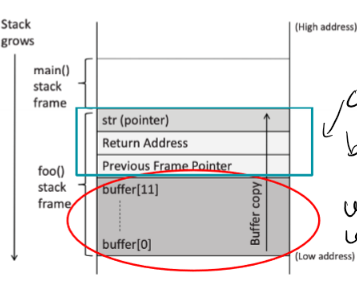 Stack
grows
(High address)
main()
stack
frame
str (pointer)
Return Address
Previous Frame Pointer
foo()
stack
frame
buffer[11]
buffer[0]
Buffer copy
(Low address)